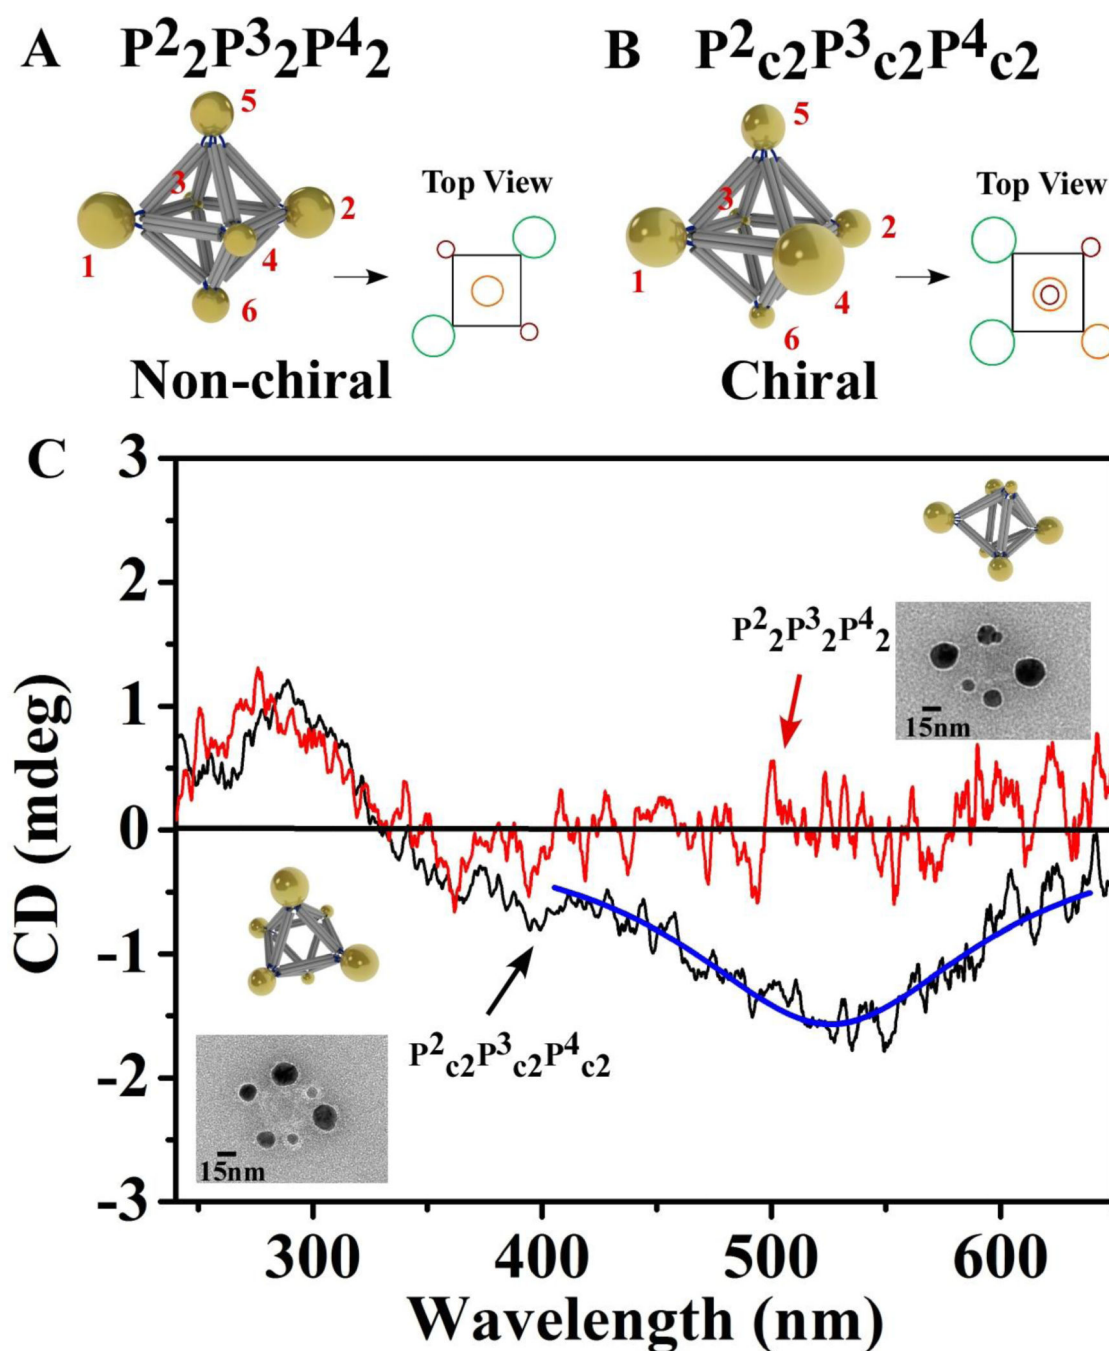 A P²₂P³₂P⁴₂
B P²c2P³c2P⁴c2
5
3
2
1
4
6
Top View
Non-chiral
5
3
2
1
4
6
Top View
Chiral
C
3
2
1
0
-1
-2
-3
CD (mdeg)
P²₂P³₂P⁴₂
15nm
P²c2P³c2P⁴c2
15nm
300 400 500 600
Wavelength (nm)